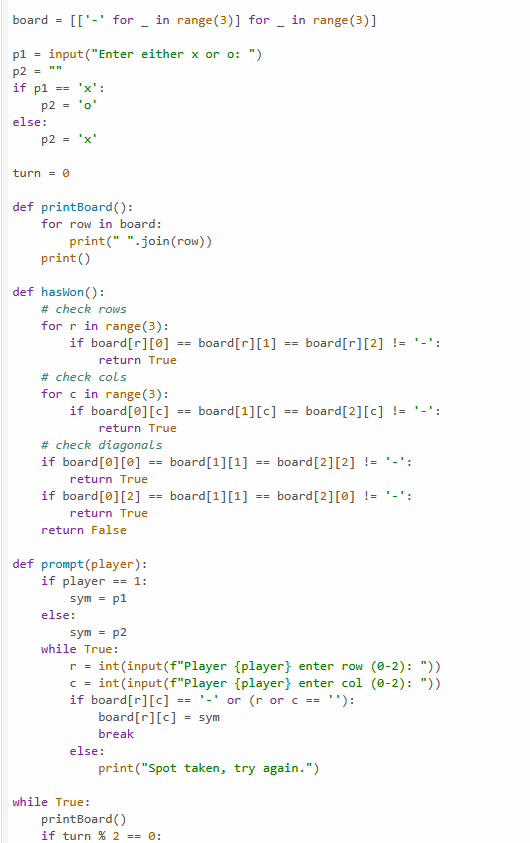 board = [['-' for _ in range(3)] for _ in range(3)]

p1 = input("Enter either x or o: ")
p2 = ""
if p1 == 'x':
    p2 = 'o'
else:
    p2 = 'x'

turn = 0

def printBoard():
    for row in board:
        print(" ".join(row))
    print()

def hasWon():
    # check rows
    for r in range(3):
        if board[r][0] == board[r][1] == board[r][2] != '-':
            return True
    # check cols
    for c in range(3):
        if board[0][c] == board[1][c] == board[2][c] != '-':
            return True
    # check diagonals
    if board[0][0] == board[1][1] == board[2][2] != '-':
        return True
    if board[0][2] == board[1][1] == board[2][0] != '-':
        return True
    return False

def prompt(player):
    if player == 1:
        sym = p1
    else:
        sym = p2
    while True:
        r = int(input(f"Player {player} enter row (0-2): "))
        c = int(input(f"Player {player} enter col (0-2): "))
        if board[r][c] == '-' or (r or c == ''):
            board[r][c] = sym
            break
        else:
            print("Spot taken, try again.")

while True:
    printBoard()
    if turn % 2 == 0: